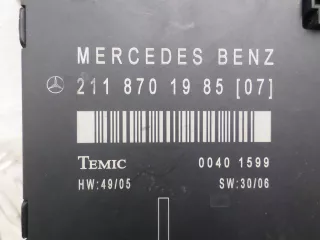 MERCEDES BENZ
211 870 19 85 [07]
TEMIC 0040 1599
HW:49/05 SW:30/06